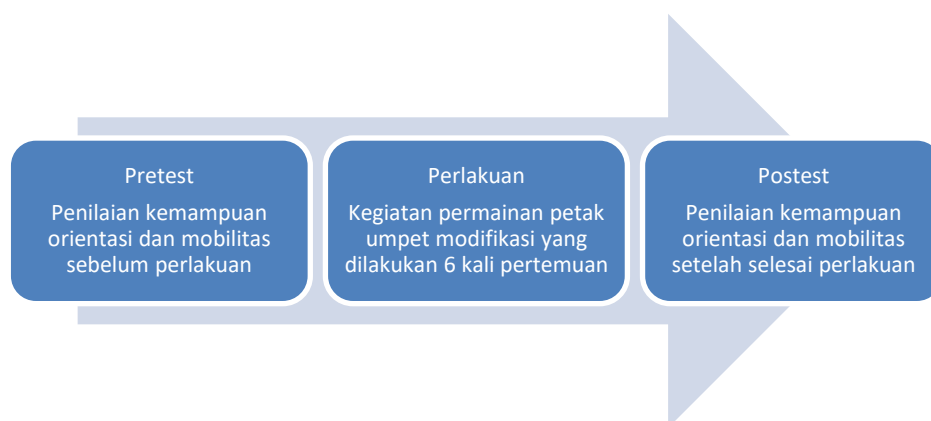 Pretest
Penilaian kemampuan
orientasi dan mobilitas
sebelum perlakuan
Perlakuan
Kegiatan permainan petak
umpet modifikasi yang
dilakukan 6 kali pertemuan
Postest
Penilaian kemampuan
orientasi dan mobilitas
setelah selesai perlakuan